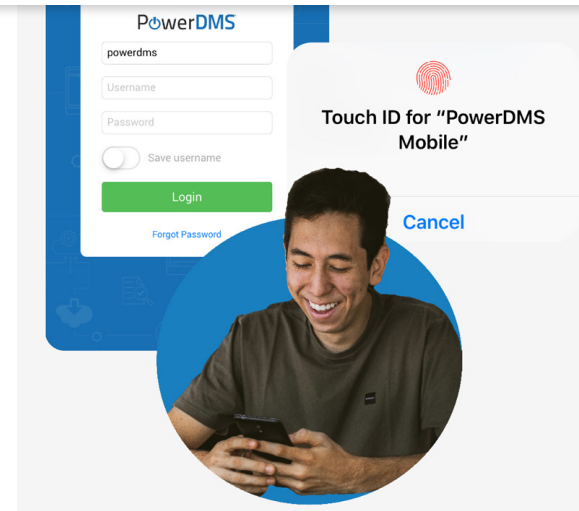 PowerDMS
powerdms
Username
Password
Save username
Login
Forgot Password
Touch ID for “PowerDMS
Mobile”
Cancel